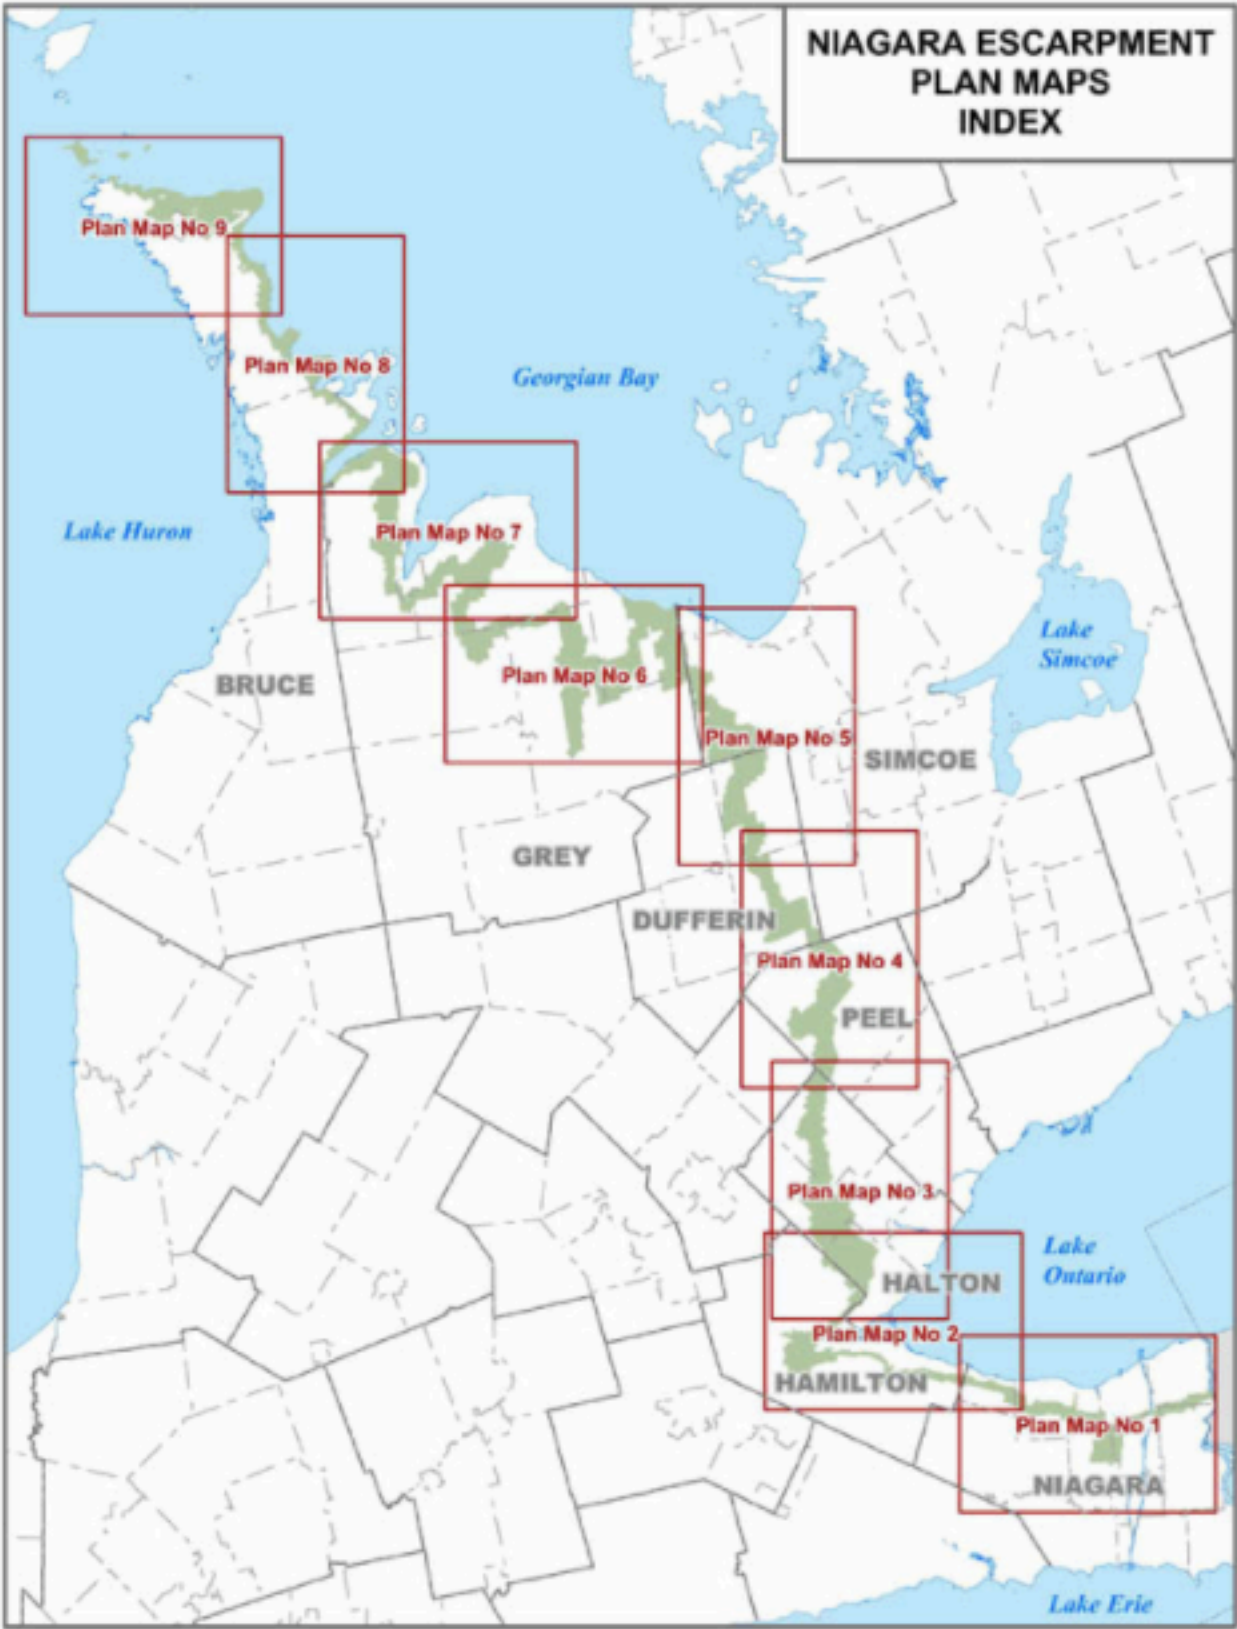 NIAGARA ESCARPMENT
PLAN MAPS
INDEX
Plan Map No 9
Plan Map No 8
Georgian Bay
Lake Huron
Plan Map No 7
Lake
Simcoe
Plan Map No 6
BRUCE
Plan Map No 5
SIMCOE
GREY
DUFFERIN
Plan Map No 4
PEEL
Plan Map No 3
Lake
Ontario
HALTON
Plan Map No 2
HAMILTON
Plan Map No 1
NIAGARA
Lake Erie